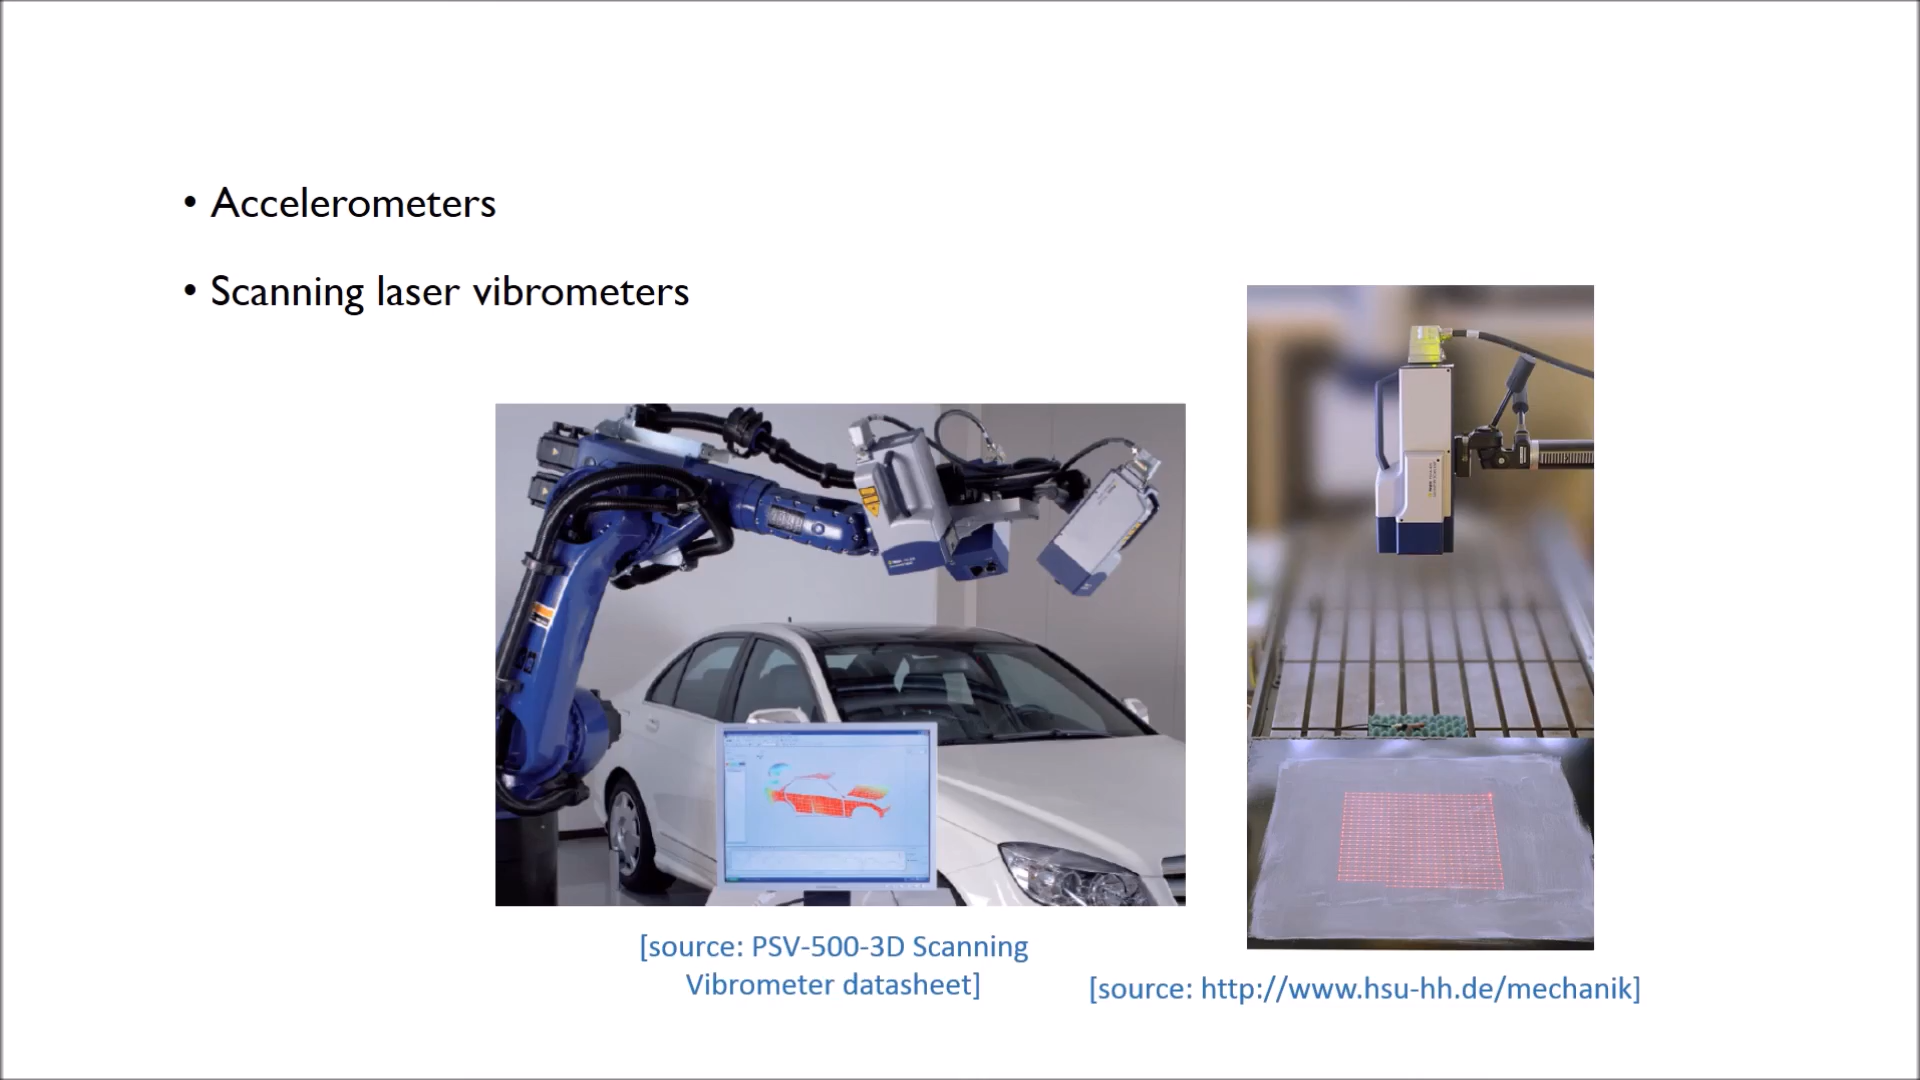 • Accelerometers
• Scanning laser vibrometers
[source: PSV-500-3D Scanning
Vibrometer datasheet]
[source: http://www.hsu-hh.de/mechanik]